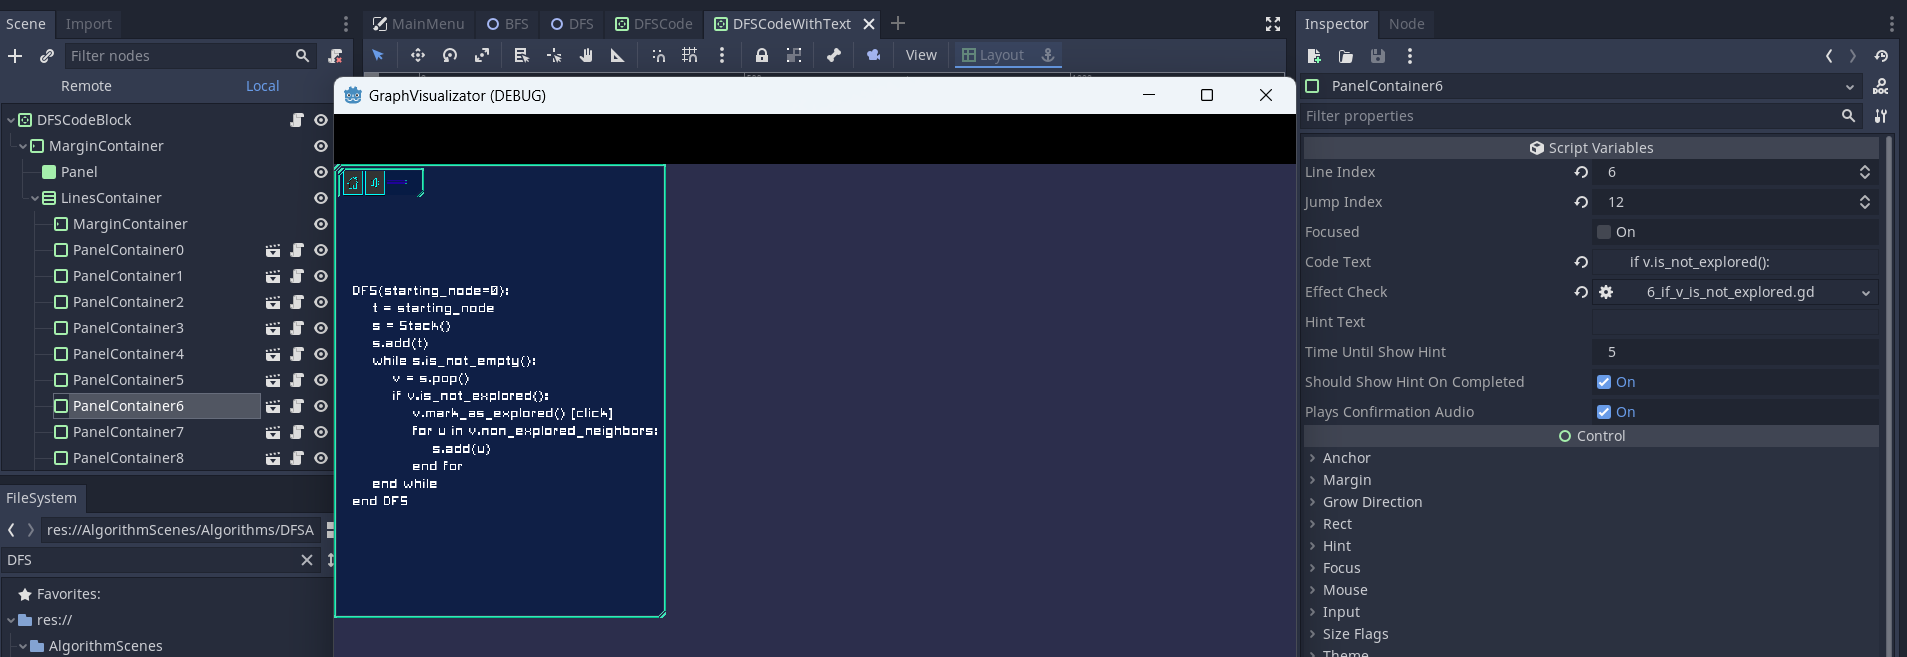 Scene Import
Filter nodes
Remote Local
DFSCodeBlock
MarginContainer
Panel
LinesContainer
MarginContainer
PanelContainer0
PanelContainer1
PanelContainer2
PanelContainer3
PanelContainer4
PanelContainer5
PanelContainer6
PanelContainer7
PanelContainer8
FileSystem
res://AlgorithmScenes/Algorithms/DFSA
DFS
Favorites:
res://
AlgorithmScenes
MainMenu BFS DFS DFSCode DFSCodeWithText
View Layout
GraphVisualizator (DEBUG)
DFS(starting_node=0):
t = starting_node
s = Stack()
s.add(t)
while s.is_not_empty():
v = s.pop()
if v.is_not_explored():
v.mark_as_explored() [click]
for u in v.non_explored_neighbors:
s.add(u)
end for
end while
end DFS
Inspector Node
PanelContainer6
Filter properties
Script Variables
Line Index 6
Jump Index 12
Focused On
Code Text if v.is_not_explored():
Effect Check 6_if_v_is_not_explored.gd
Hint Text
Time Until Show Hint 5
Should Show Hint On Completed On
Plays Confirmation Audio On
Control
Anchor
Margin
Grow Direction
Rect
Hint
Focus
Mouse
Input
Size Flags
Theme